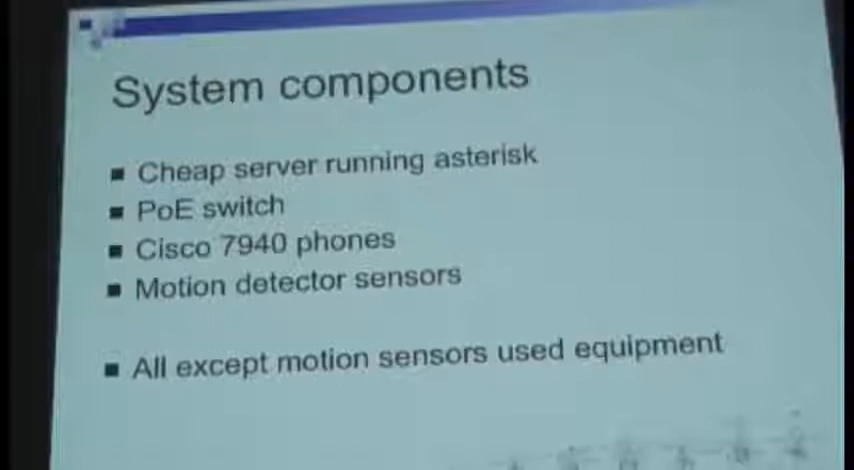 System components
Cheap server running asterisk
PoE switch
Cisco 7940 phones
Motion detector sensors
All except motion sensors used equipment